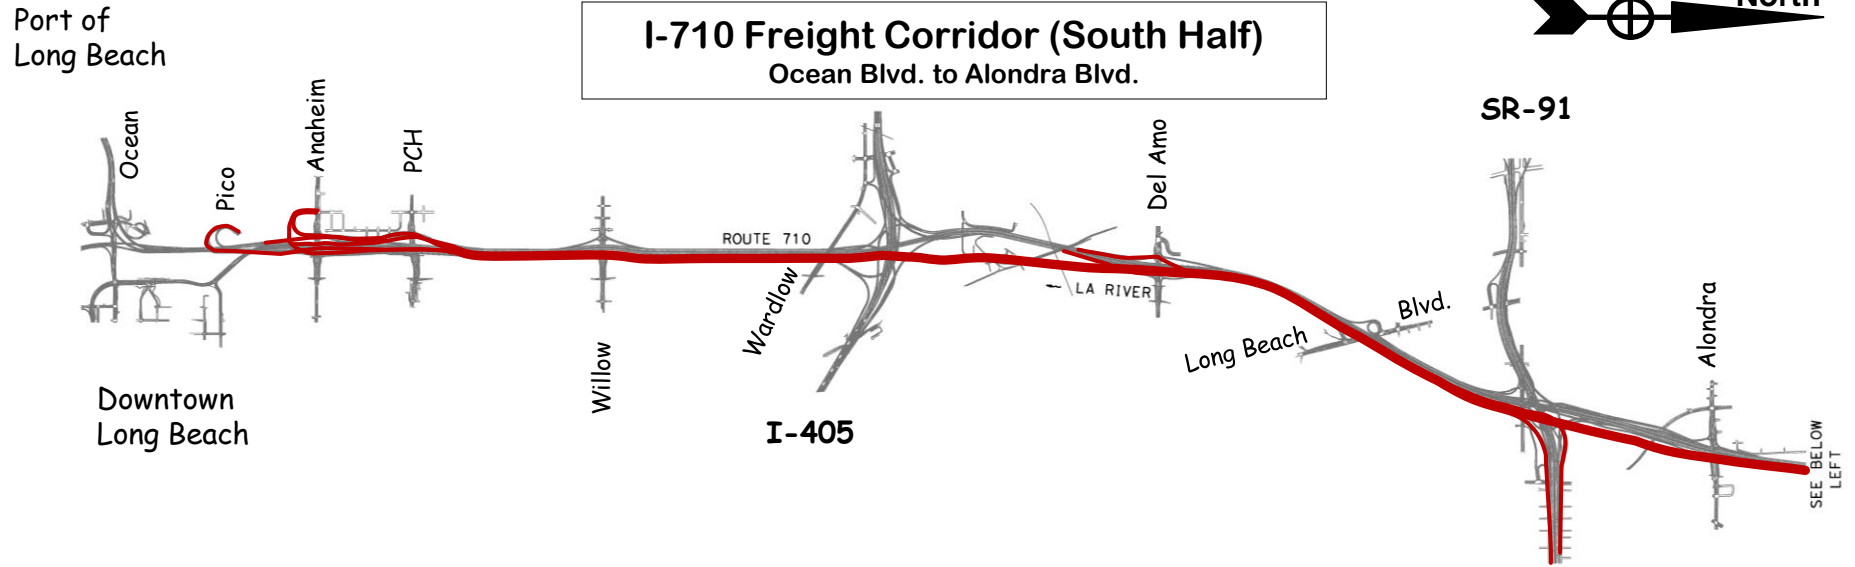 Port of
Long Beach
I-710 Freight Corridor (South Half)
Ocean Blvd. to Alondra Blvd.
North
SR-91
Ocean
Pico
Anaheim
PCH
Del Amo
ROUTE 710
Wardlow
← LA RIVER
Long Beach Blvd.
Alondra
Willow
I-405
Downtown
Long Beach
SEE BELOW
LEFT